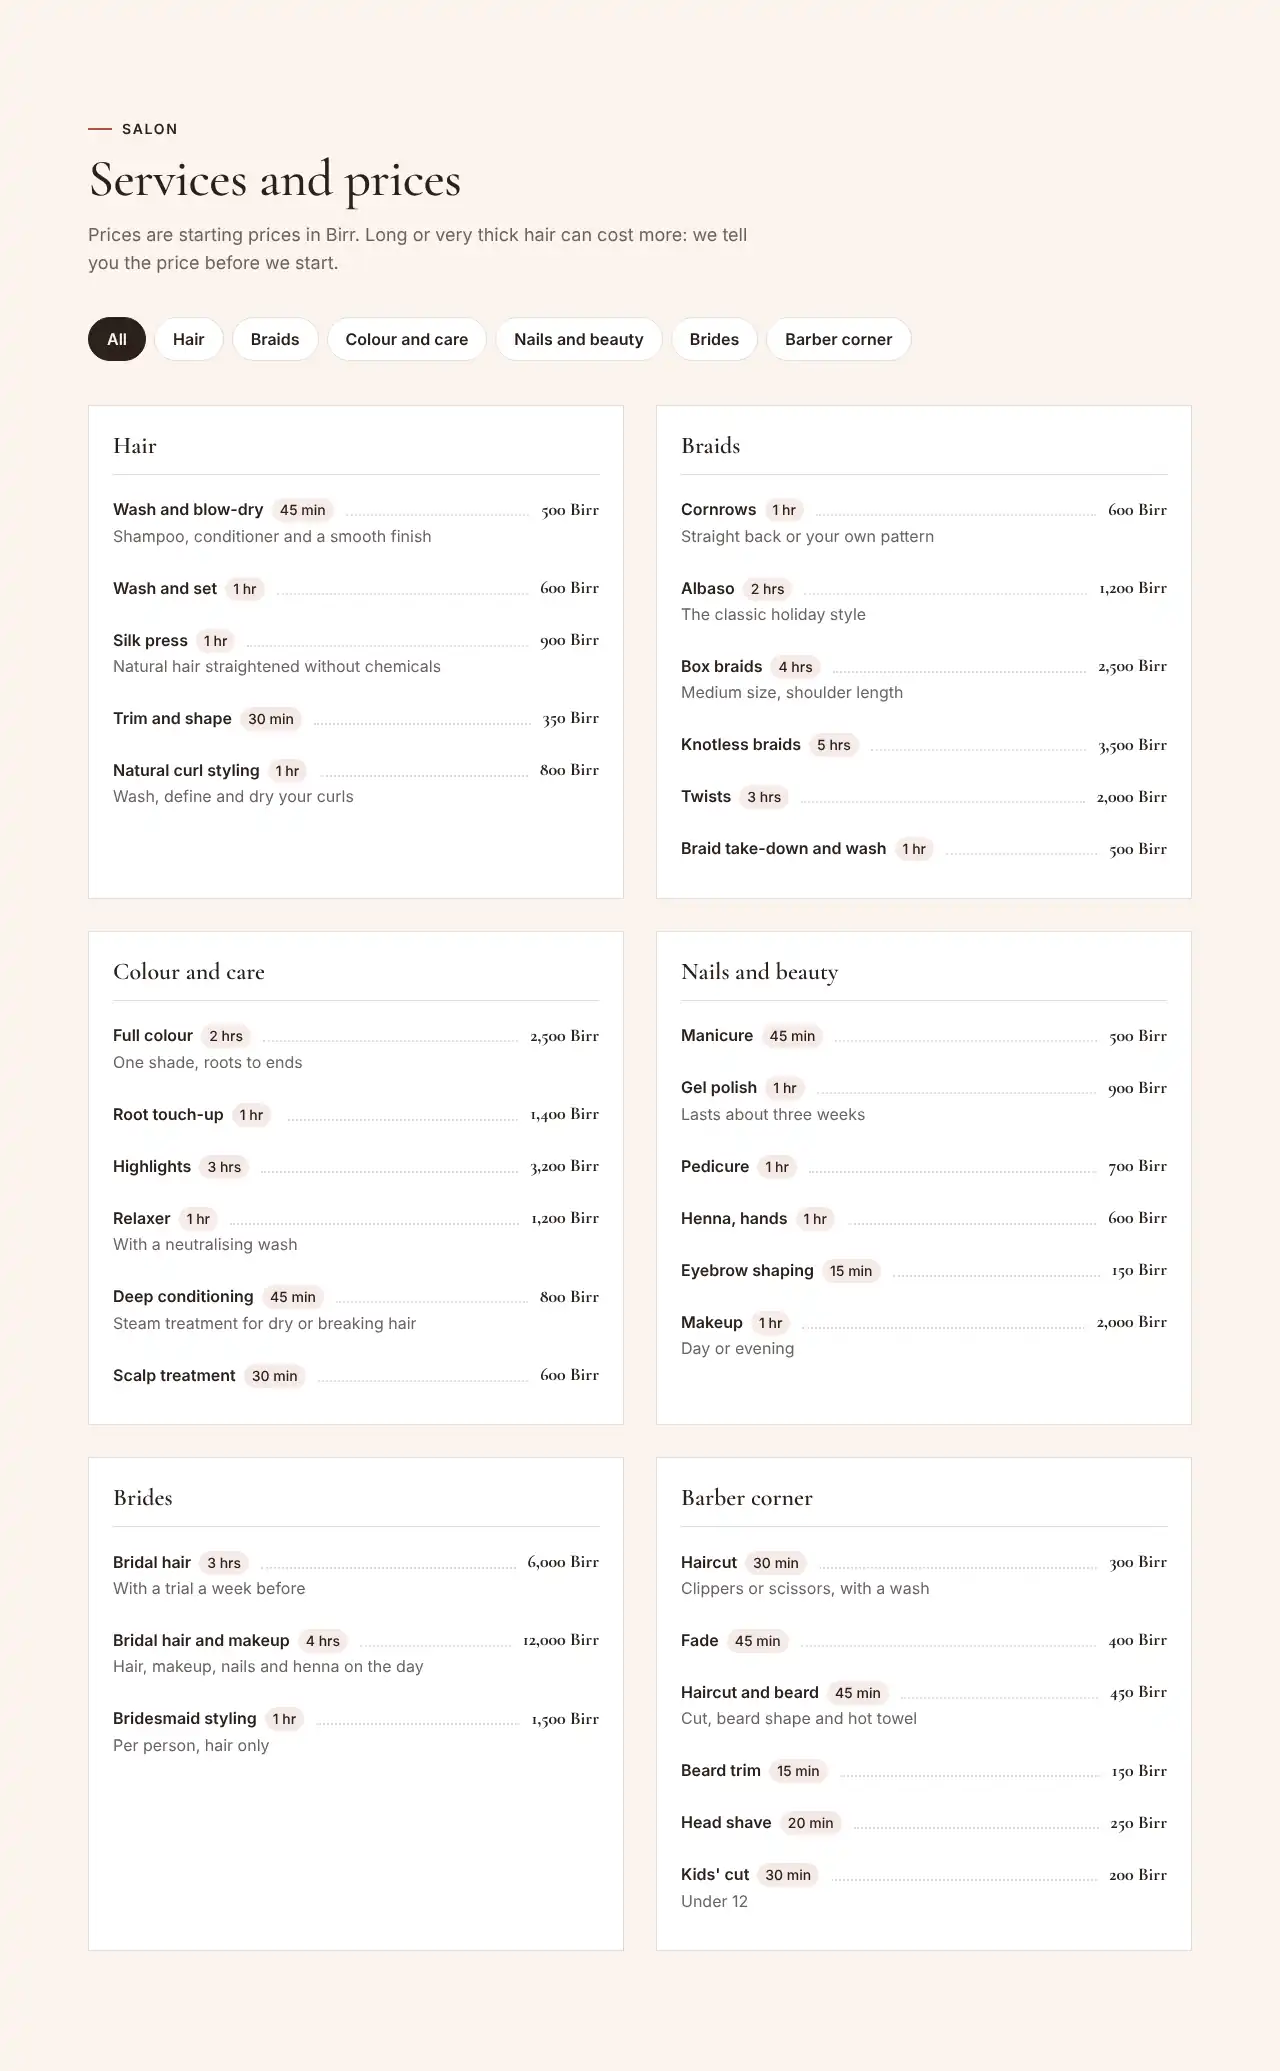 SALON
Services and prices
Prices are starting prices in Birr. Long or very thick hair can cost more: we tell
you the price before we start.
All Hair Braids Colour and care Nails and beauty Brides Barber corner
Hair
Wash and blow-dry 45 min 500 Birr
Shampoo, conditioner and a smooth finish
Wash and set 1 hr 600 Birr
Silk press 1 hr 900 Birr
Natural hair straightened without chemicals
Trim and shape 30 min 350 Birr
Natural curl styling 1 hr 800 Birr
Wash, define and dry your curls
Braids
Cornrows 1 hr 600 Birr
Straight back or your own pattern
Albaso 2 hrs 1,200 Birr
The classic holiday style
Box braids 4 hrs 2,500 Birr
Medium size, shoulder length
Knotless braids 5 hrs 3,500 Birr
Twists 3 hrs 2,000 Birr
Braid take-down and wash 1 hr 500 Birr
Colour and care
Full colour 2 hrs 2,500 Birr
One shade, roots to ends
Root touch-up 1 hr 1,400 Birr
Highlights 3 hrs 3,200 Birr
Relaxer 1 hr 1,200 Birr
With a neutralising wash
Deep conditioning 45 min 800 Birr
Steam treatment for dry or breaking hair
Scalp treatment 30 min 600 Birr
Nails and beauty
Manicure 45 min 500 Birr
Gel polish 1 hr 900 Birr
Lasts about three weeks
Pedicure 1 hr 700 Birr
Henna, hands 1 hr 600 Birr
Eyebrow shaping 15 min 150 Birr
Makeup 1 hr 2,000 Birr
Day or evening
Brides
Bridal hair 3 hrs 6,000 Birr
With a trial a week before
Bridal hair and makeup 4 hrs 12,000 Birr
Hair, makeup, nails and henna on the day
Bridesmaid styling 1 hr 1,500 Birr
Per person, hair only
Barber corner
Haircut 30 min 300 Birr
Clippers or scissors, with a wash
Fade 45 min 400 Birr
Haircut and beard 45 min 450 Birr
Cut, beard shape and hot towel
Beard trim 15 min 150 Birr
Head shave 20 min 250 Birr
Kids' cut 30 min 200 Birr
Under 12